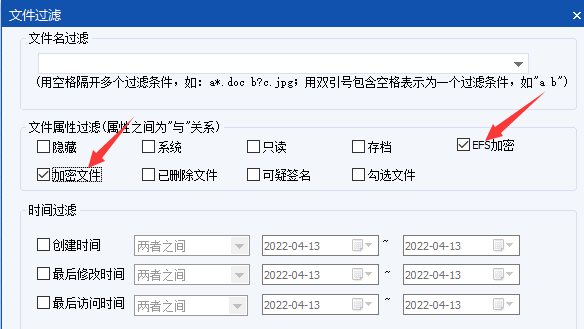 文件过滤
文件名过滤
(用空格隔开多个过滤条件，如：a*.doc b?c.jpg；用双引号包含空格表示为一个过滤条件，如"a b")
文件属性过滤(属性之间为"与"关系)
隐藏 系统 只读 存档 EFS加密
加密文件 已删除文件 可疑签名 勾选文件
时间过滤
创建时间 两者之间 2022-04-13 ~ 2022-04-13
最后修改时间 两者之间 2022-04-13 ~ 2022-04-13
最后访问时间 两者之间 2022-04-13 ~ 2022-04-13